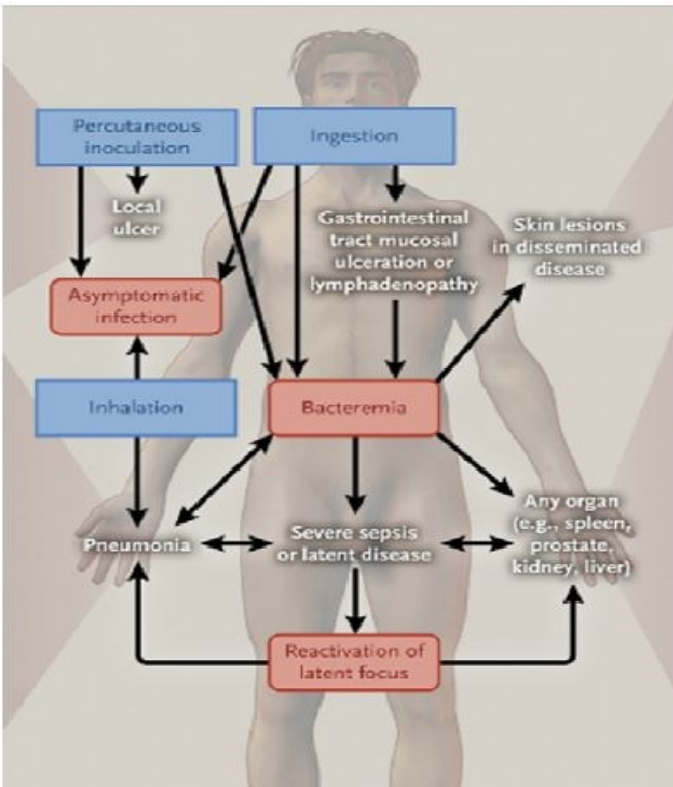 Percutaneous
inoculation
Ingestion
Local
ulcer
Gastrointestinal
tract mucosal
ulceration or
lymphadenopathy
Skin lesions
in disseminated
disease
Asymptomatic
infection
Inhalation
Bacteremia
Pneumonia
Severe sepsis
or latent disease
Any organ
(e.g., spleen,
prostate,
kidney, liver)
Reactivation of
latent focus